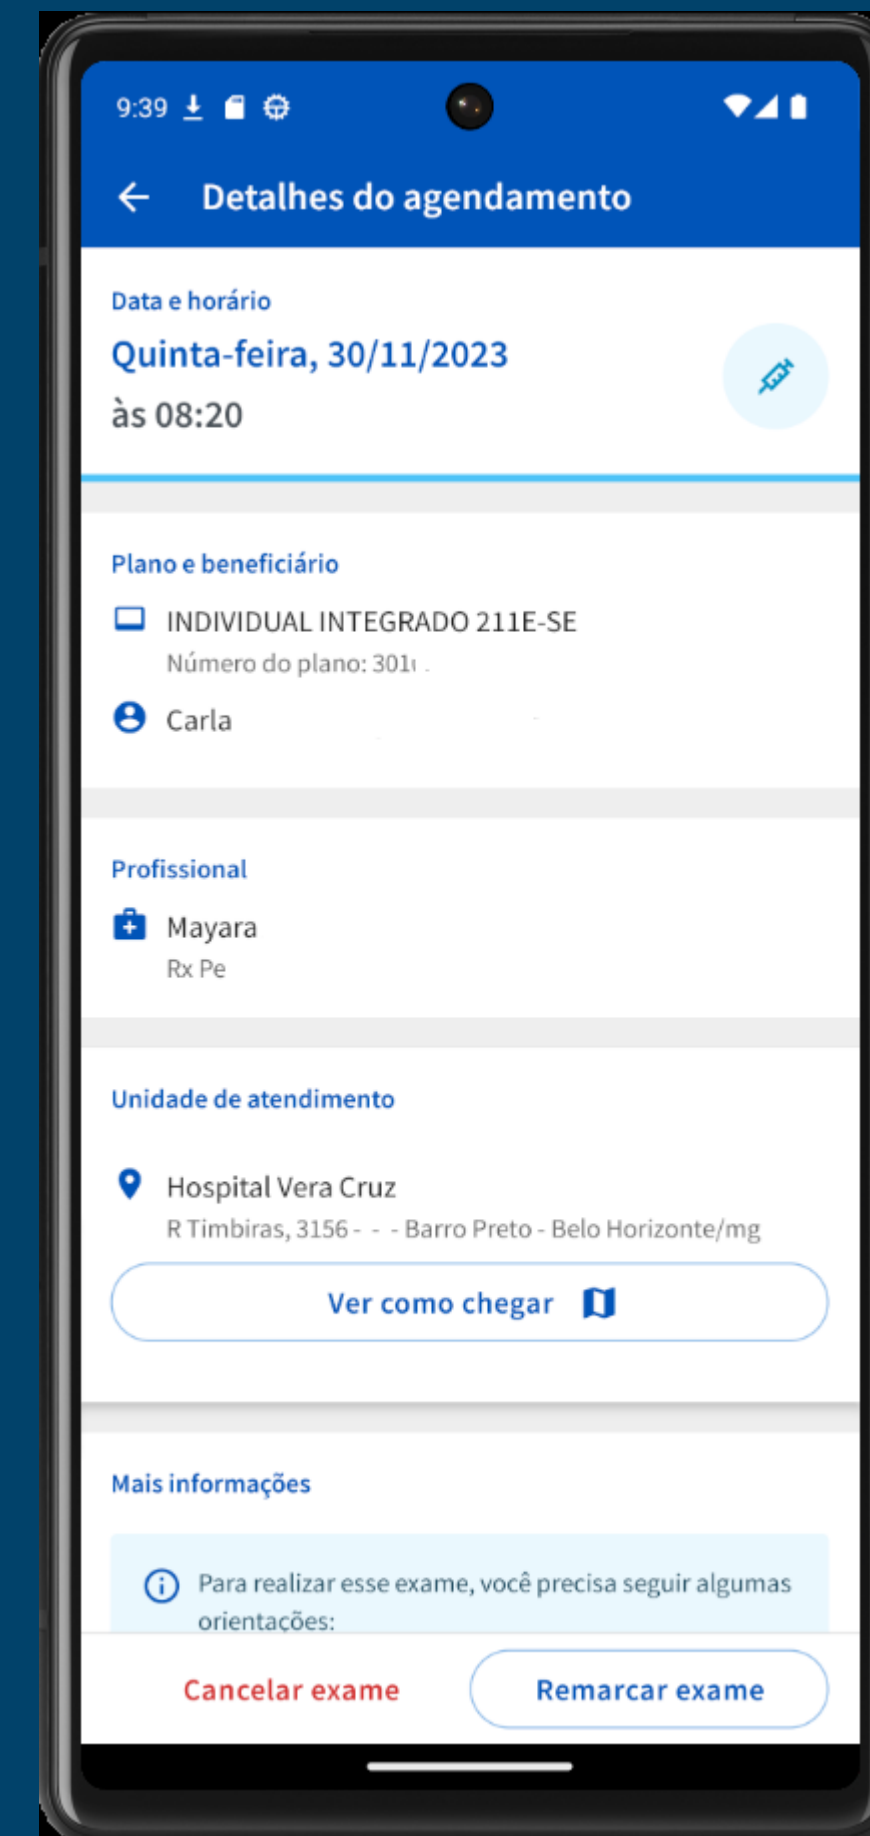 9:39
Detalhes do agendamento
Data e horário
Quinta-feira, 30/11/2023
às 08:20
Plano e beneficiário
INDIVIDUAL INTEGRADO 211E-SE
Número do plano: 301
Carla
Profissional
Mayara
Rx Pe
Unidade de atendimento
Hospital Vera Cruz
R Timbiras, 3156 - - - Barro Preto - Belo Horizonte/mg
Ver como chegar
Mais informações
Para realizar esse exame, você precisa seguir algumas
orientações:
Cancelar exame
Remarcar exame